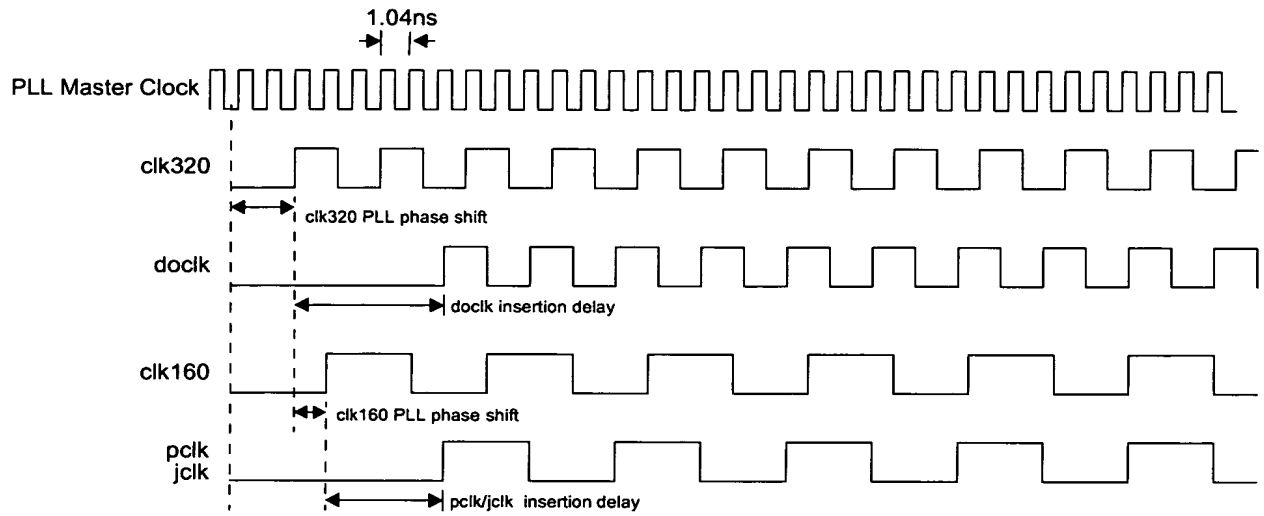 1.04ns
PLL Master Clock
clk320
clk320 PLL phase shift
doclk
doclk insertion delay
clk160
clk160 PLL phase shift
pclk
jclk
pclk/jclk insertion delay